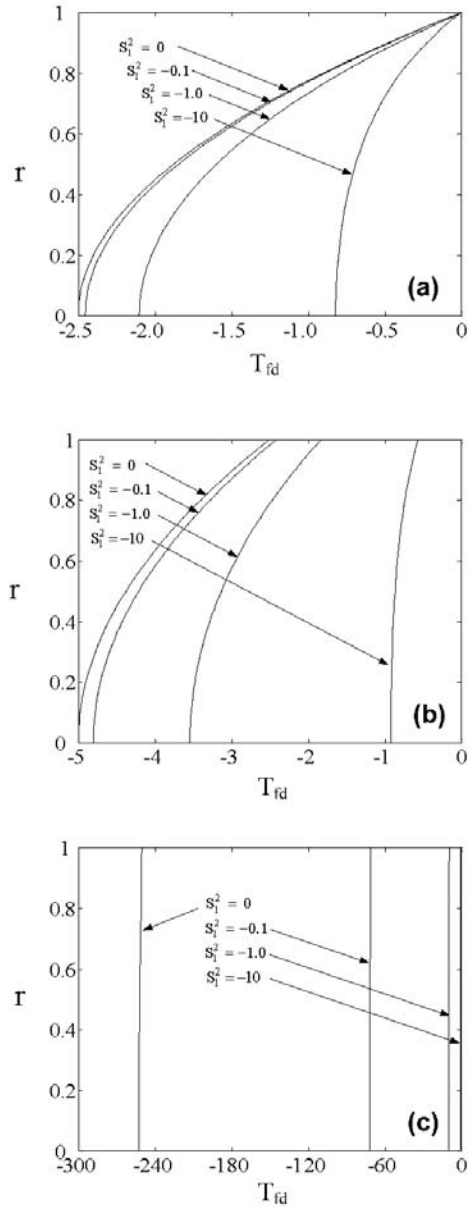 1
S₁² = 0
S₁² = -0.1
0.8
S₁² = -1.0
S₁² = -10
0.6
r
0.4
0.2
(a)
0
-2.5 -2.0 -1.5 -1.0 -0.5 0
T_fd
1
S₁² = 0
S₁² = -0.1
0.8
S₁² = -1.0
S₁² = -10
0.6
r
0.4
0.2
(b)
0
-5 -4 -3 -2 -1 0
T_fd
1
S₁² = 0
0.8
S₁² = -0.1
S₁² = -1.0
0.6
S₁² = -10
r
0.4
0.2
(c)
0
-300 -240 -180 -120 -60 0
T_fd